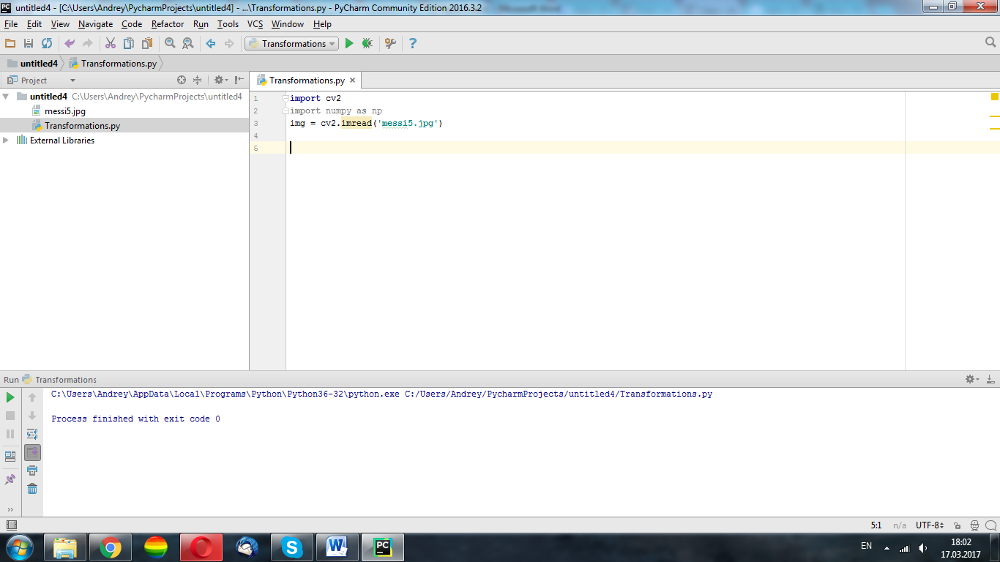 untitled4 - [C:\Users\Andrey\PycharmProjects\untitled4] - ...\Transformations.py - PyCharm Community Edition 2016.3.2
File Edit View Navigate Code Refactor Run Tools VCS Window Help
Transformations
untitled4 Transformations.py
Project
Transformations.py
untitled4 C:\Users\Andrey\PycharmProjects\untitled4
messi5.jpg
Transformations.py
External Libraries
1 import cv2
2 import numpy as np
3 img = cv2.imread('messi5.jpg')
4
5
Run Transformations
C:\Users\Andrey\AppData\Local\Programs\Python\Python36-32\python.exe C:/Users/Andrey/PycharmProjects/untitled4/Transformations.py
Process finished with exit code 0
5:1 n/a UTF-8
EN
18:02
17.03.2017